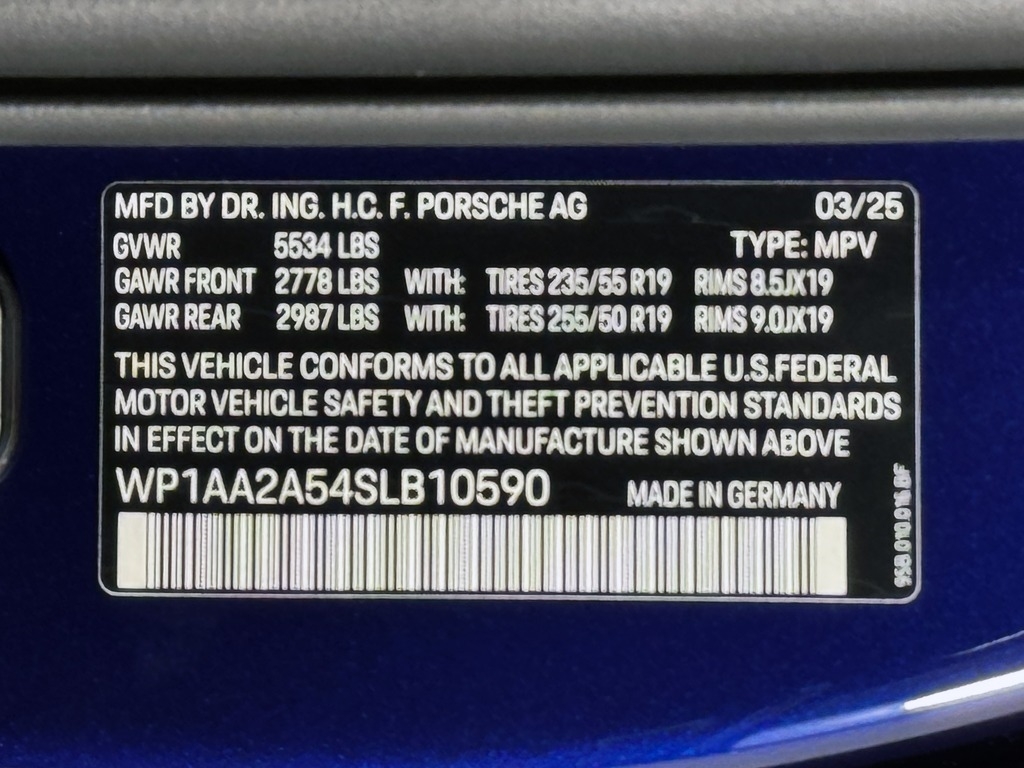 MFD BY DR. ING. H.C. F. PORSCHE AG 03/25
GVWR 5534 LBS TYPE: MPV
GAWR FRONT 2778 LBS WITH: TIRES 235/55 R19 RIMS 8.5JX19
GAWR REAR 2987 LBS WITH: TIRES 255/50 R19 RIMS 9.0JX19
THIS VEHICLE CONFORMS TO ALL APPLICABLE U.S.FEDERAL
MOTOR VEHICLE SAFETY AND THEFT PREVENTION STANDARDS
IN EFFECT ON THE DATE OF MANUFACTURE SHOWN ABOVE
WP1AA2A54SLB10590 MADE IN GERMANY